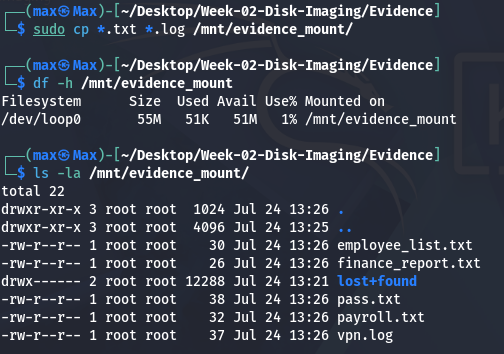 ┌──(max㉿Max)-[~/Desktop/Week-02-Disk-Imaging/Evidence]
└─$ sudo cp *.txt *.log /mnt/evidence_mount/
┌──(max㉿Max)-[~/Desktop/Week-02-Disk-Imaging/Evidence]
└─$ df -h /mnt/evidence_mount
Filesystem      Size  Used Avail Use% Mounted on
/dev/loop0       55M   51K   51M   1% /mnt/evidence_mount
┌──(max㉿Max)-[~/Desktop/Week-02-Disk-Imaging/Evidence]
└─$ ls -la /mnt/evidence_mount/
total 22
drwxr-xr-x 3 root root  1024 Jul 24 13:26 .
drwxr-xr-x 3 root root  4096 Jul 24 13:25 ..
-rw-r--r-- 1 root root    30 Jul 24 13:26 employee_list.txt
-rw-r--r-- 1 root root    26 Jul 24 13:26 finance_report.txt
drwx------ 2 root root 12288 Jul 24 13:21 lost+found
-rw-r--r-- 1 root root    38 Jul 24 13:26 pass.txt
-rw-r--r-- 1 root root    32 Jul 24 13:26 payroll.txt
-rw-r--r-- 1 root root    37 Jul 24 13:26 vpn.log